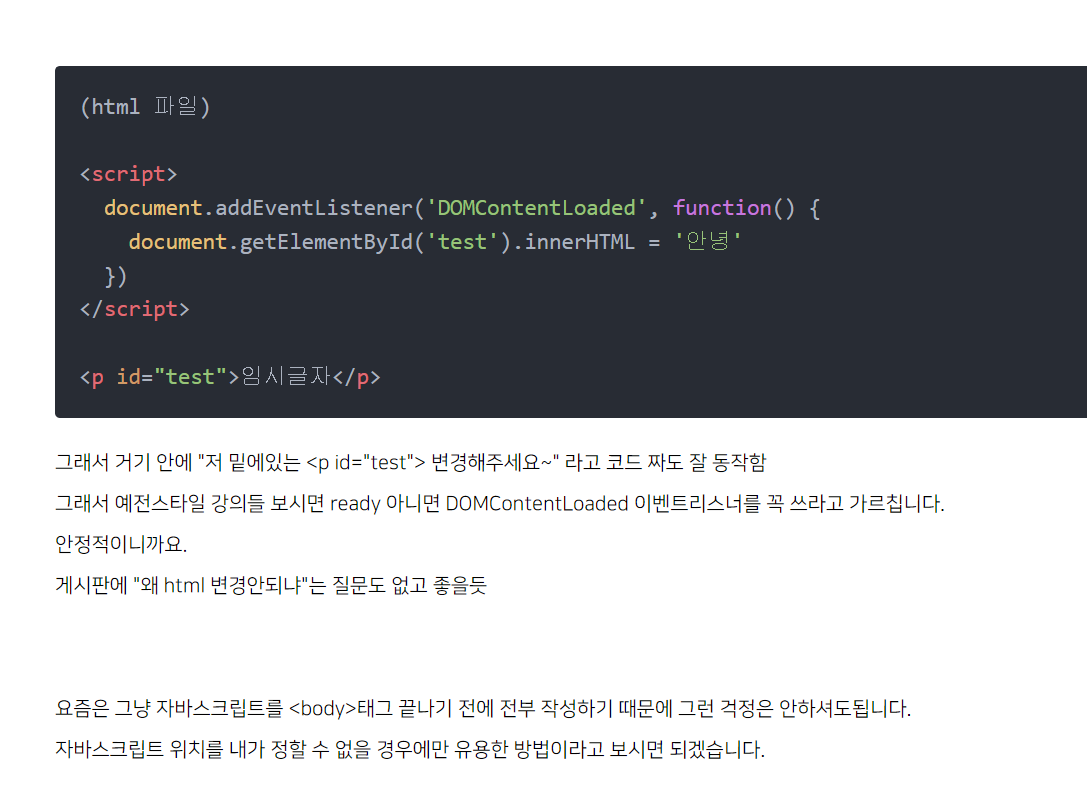 (html 파일)
<script>
document.addEventListener('DOMContentLoaded', function() {
document.getElementById('test').innerHTML = '안녕'
})
</script>
<p id="test">임시글자</p>
그래서 거기 안에 "저 밑에있는 <p id="test"> 변경해주세요~" 라고 코드 짜도 잘 동작함
그래서 예전스타일 강의들 보시면 ready 아니면 DOMContentLoaded 이벤트리스너를 꼭 쓰라고 가르칩니다.
안정적이니까요.
게시판에 "왜 html 변경안되냐"는 질문도 없고 좋을듯
요즘은 그냥 자바스크립트를 <body>태그 끝나기 전에 전부 작성하기 때문에 그런 걱정은 안하셔도됩니다.
자바스크립트 위치를 내가 정할 수 없을 경우에만 유용한 방법이라고 보시면 되겠습니다.